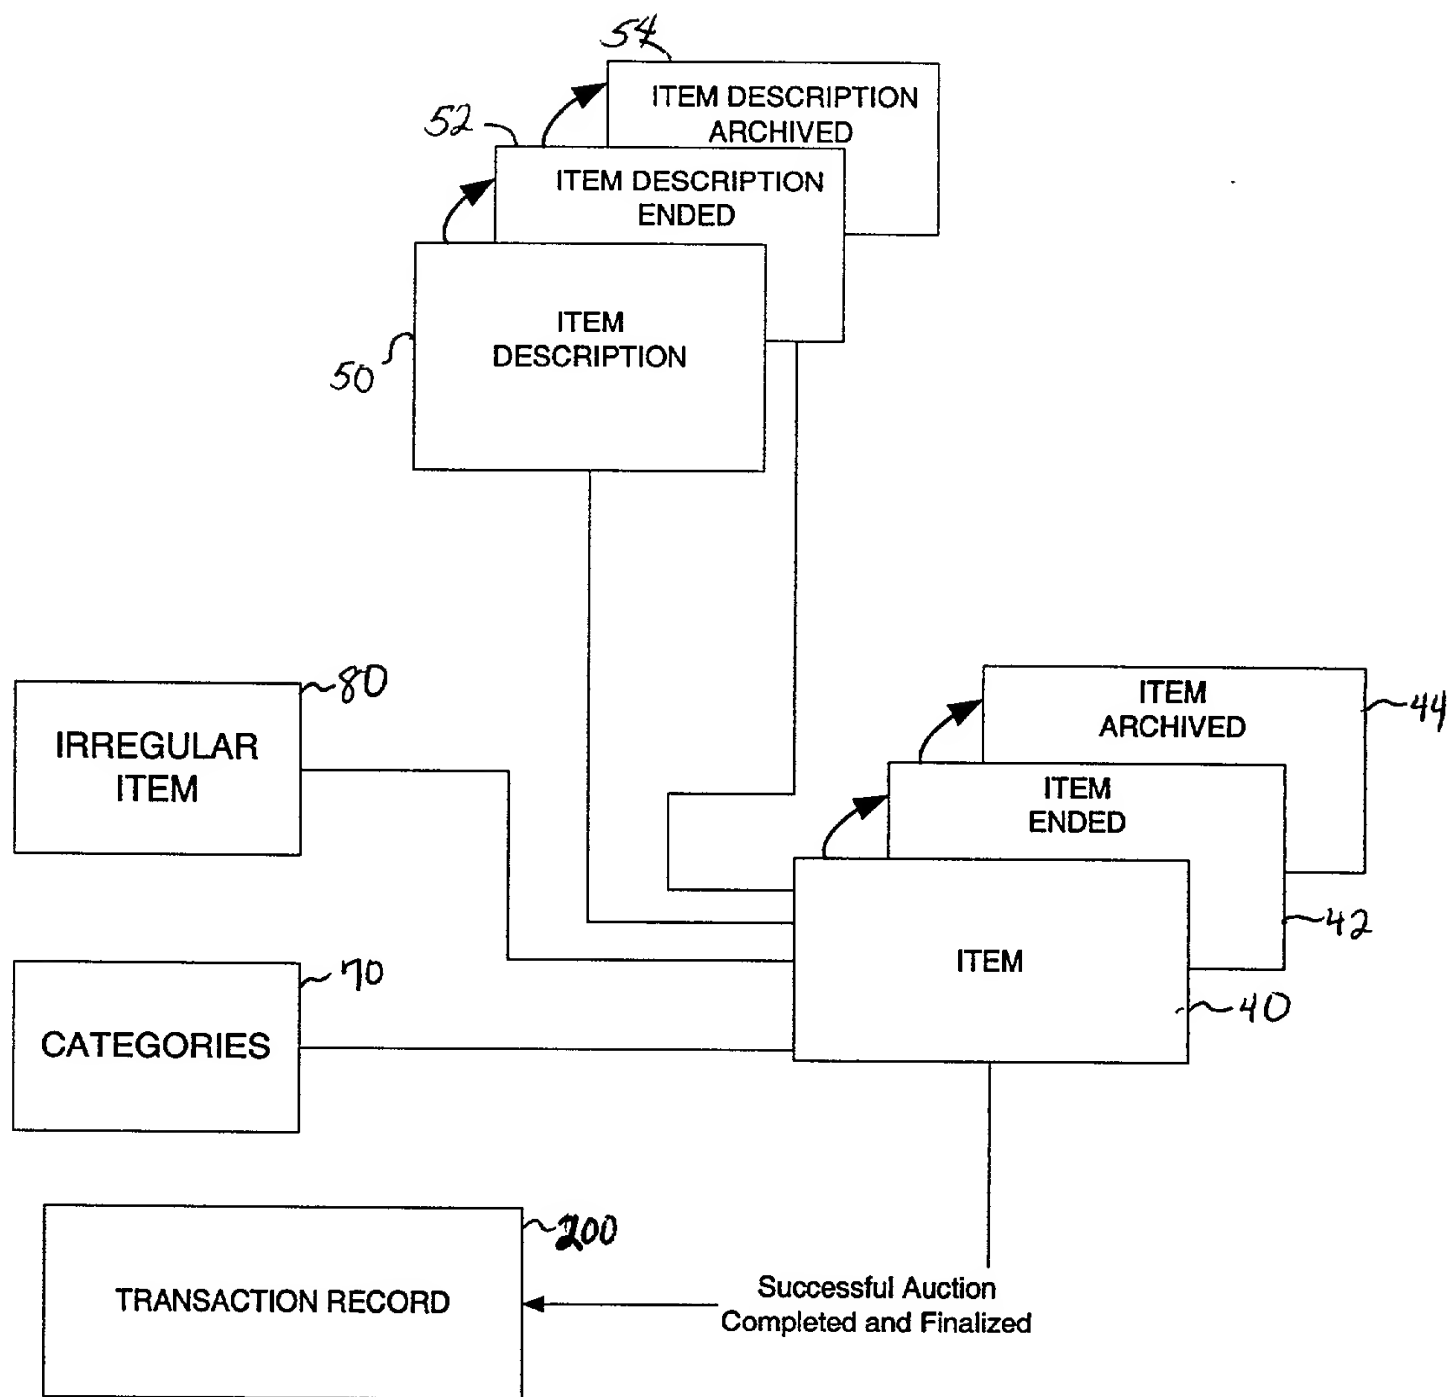 54
ITEM DESCRIPTION
ARCHIVED
52
ITEM DESCRIPTION
ENDED
ITEM
DESCRIPTION
50
80
IRREGULAR
ITEM
ITEM
ARCHIVED
44
ITEM
ENDED
42
ITEM
40
70
CATEGORIES
200
TRANSACTION RECORD
Successful Auction
Completed and Finalized